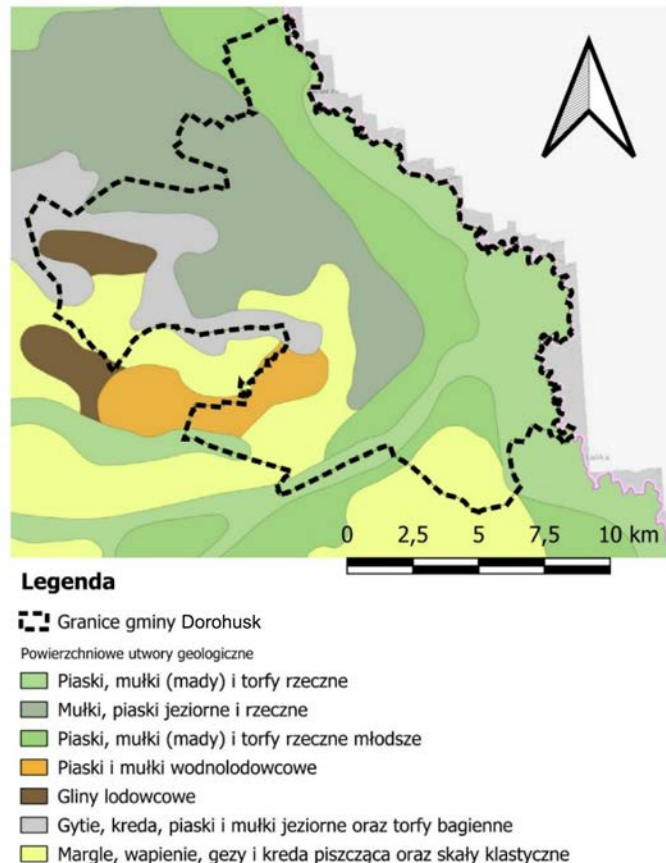 0 2,5 5 7,5 10 km
Legenda
Granice gminy Dorohusk
Powierzchniowe utwory geologiczne
Piaski, mułki (mady) i torfy rzeczne
Mułki, piaski jeziorne i rzeczne
Piaski, mułki (mady) i torfy rzeczne młodsze
Piaski i mułki wodnolodowcowe
Gliny lodowcowe
Gytie, kreda, piaski i mułki jeziorne oraz torfy bagienne
Margle, wapienie, gezy i kreda piszcząca oraz skały klastyczne